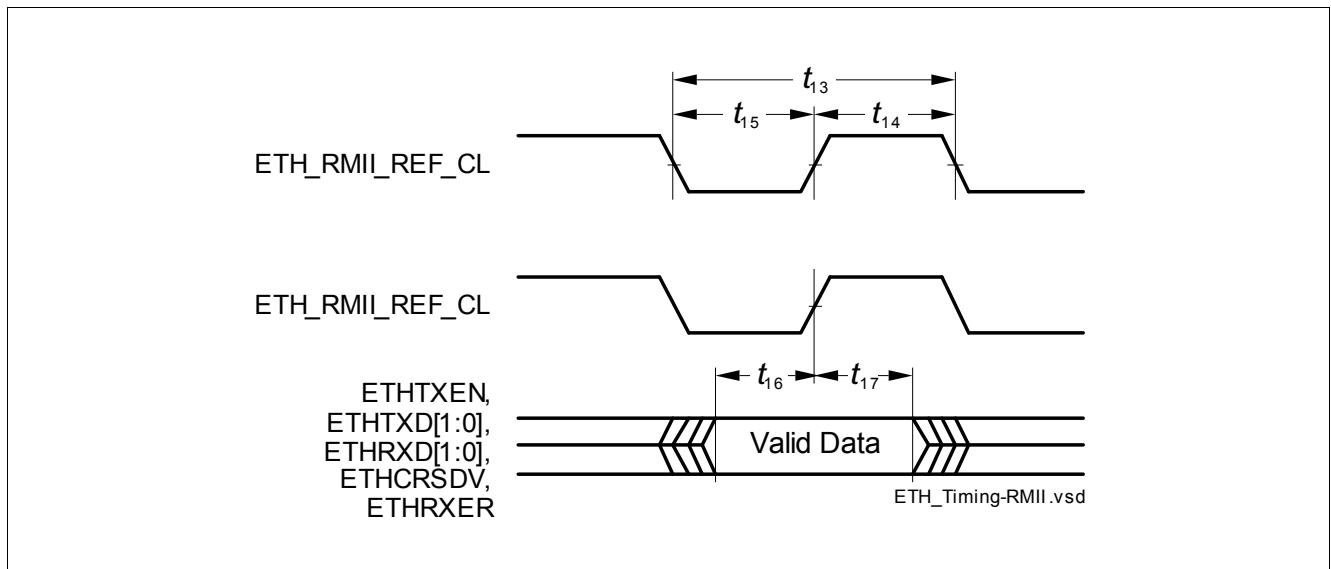 t13
t15
t14
ETH_RMII_REF_CL
ETH_RMII_REF_CL
t16
t17
ETHTXEN,
ETHTXD[1:0],
ETHRXD[1:0],
ETHCRSDV,
ETHRXER
Valid Data
ETH_Timing-RMII.vsd